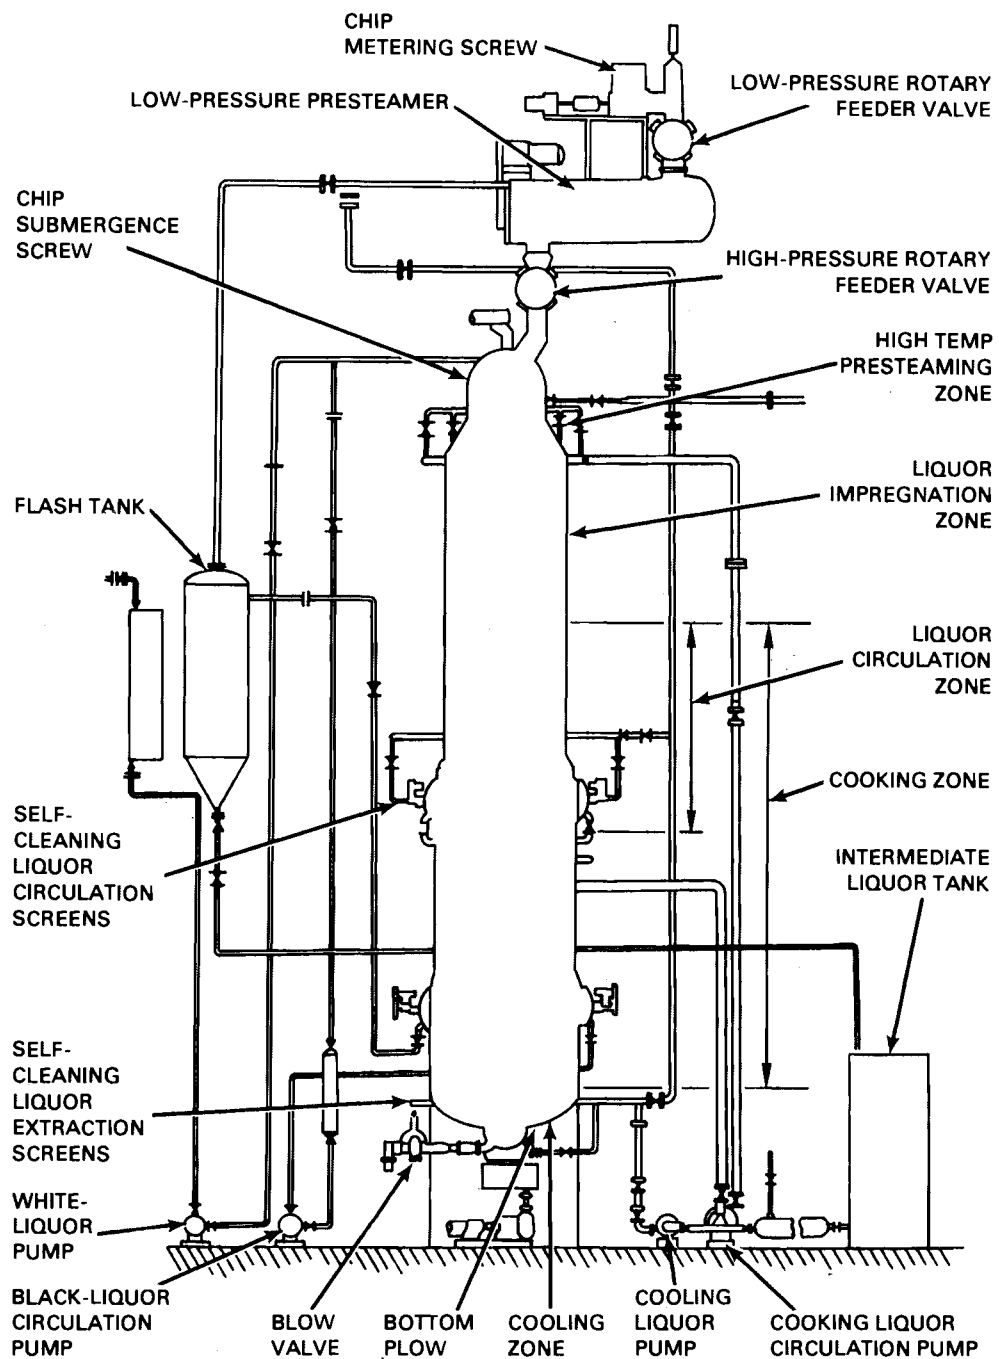 CHIP
METERING SCREW
LOW-PRESSURE PRESTEAMER
LOW-PRESSURE ROTARY
FEEDER VALVE
CHIP
SUBMERGENCE
SCREW
HIGH-PRESSURE ROTARY
FEEDER VALVE
HIGH TEMP
PRESTEAMING
ZONE
LIQUOR
IMPREGNATION
ZONE
FLASH TANK
LIQUOR
CIRCULATION
ZONE
COOKING ZONE
SELF-
CLEANING
LIQUOR
CIRCULATION
SCREENS
INTERMEDIATE
LIQUOR TANK
SELF-
CLEANING
LIQUOR
EXTRACTION
SCREENS
WHITE-
LIQUOR
PUMP
BLACK-LIQUOR
CIRCULATION
PUMP
BLOW
VALVE
BOTTOM
PLOW
COOLING
ZONE
COOLING
LIQUOR
PUMP
COOKING LIQUOR
CIRCULATION PUMP